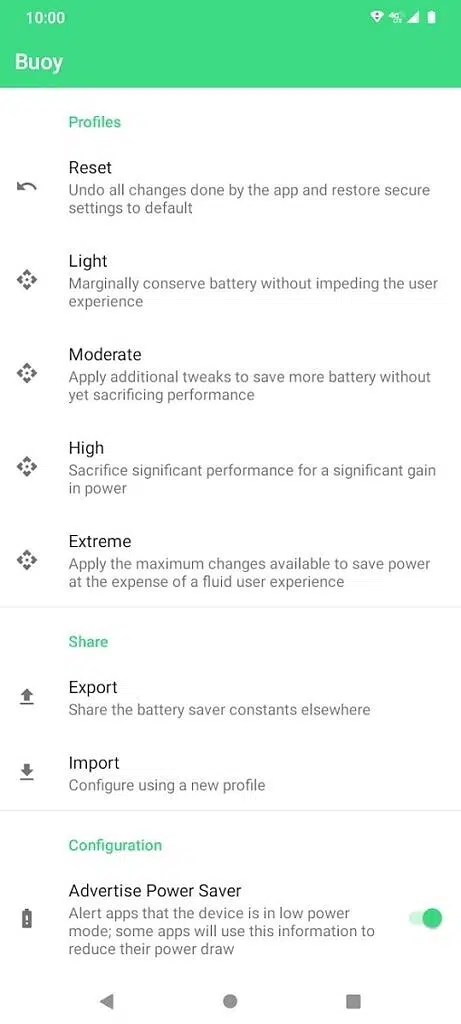 10:00
Buoy
Profiles
Reset
Undo all changes done by the app and restore secure
settings to default
Light
Marginally conserve battery without impeding the user
experience
Moderate
Apply additional tweaks to save more battery without
yet sacrificing performance
High
Sacrifice significant performance for a significant gain
in power
Extreme
Apply the maximum changes available to save power
at the expense of a fluid user experience
Share
Export
Share the battery saver constants elsewhere
Import
Configure using a new profile
Configuration
Advertise Power Saver
Alert apps that the device is in low power
mode; some apps will use this information to
reduce their power draw